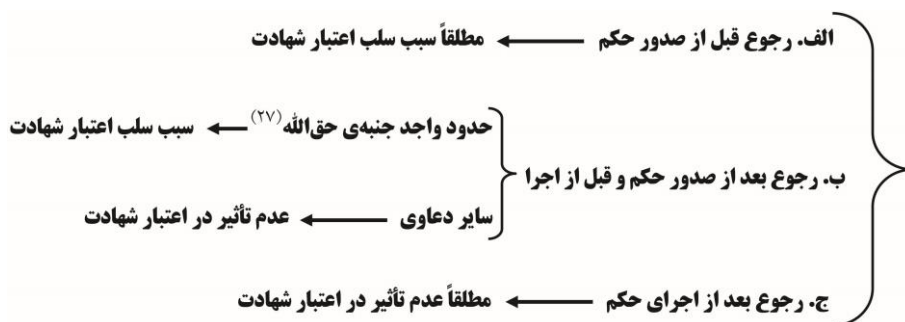 الف. رجوع قبل از صدور حکم ← مطلقاً سبب سلب اعتبار شهادت
حدود واجد جنبه‌ی حق‌الله(۲۷) ← سبب سلب اعتبار شهادت
ب. رجوع بعد از صدور حکم و قبل از اجرا
سایر دعاوی ← عدم تأثیر در اعتبار شهادت
ج. رجوع بعد از اجرای حکم ← مطلقاً عدم تأثیر در اعتبار شهادت